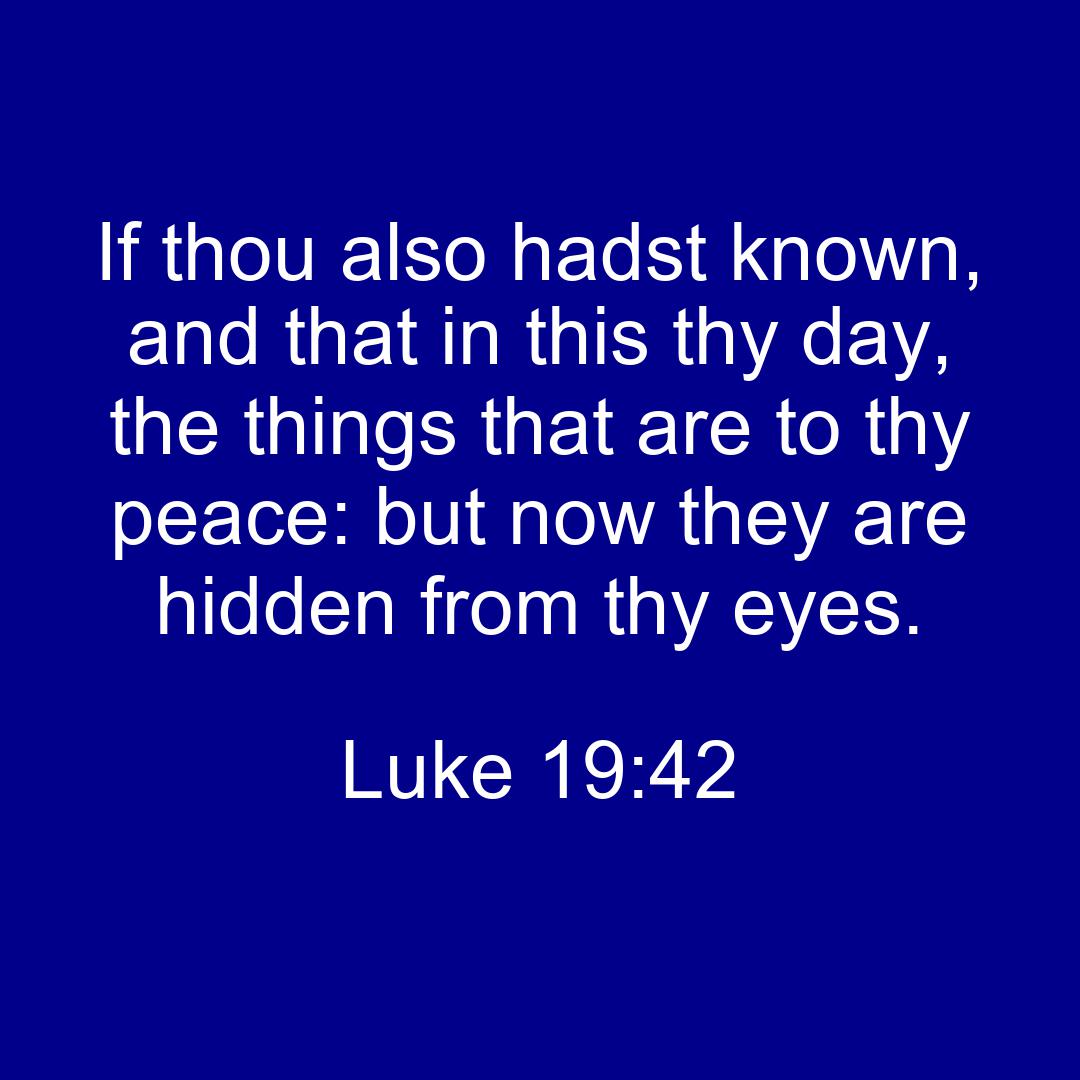 If thou also hadst known,
and that in this thy day,
the things that are to thy
peace: but now they are
hidden from thy eyes.
Luke 19:42